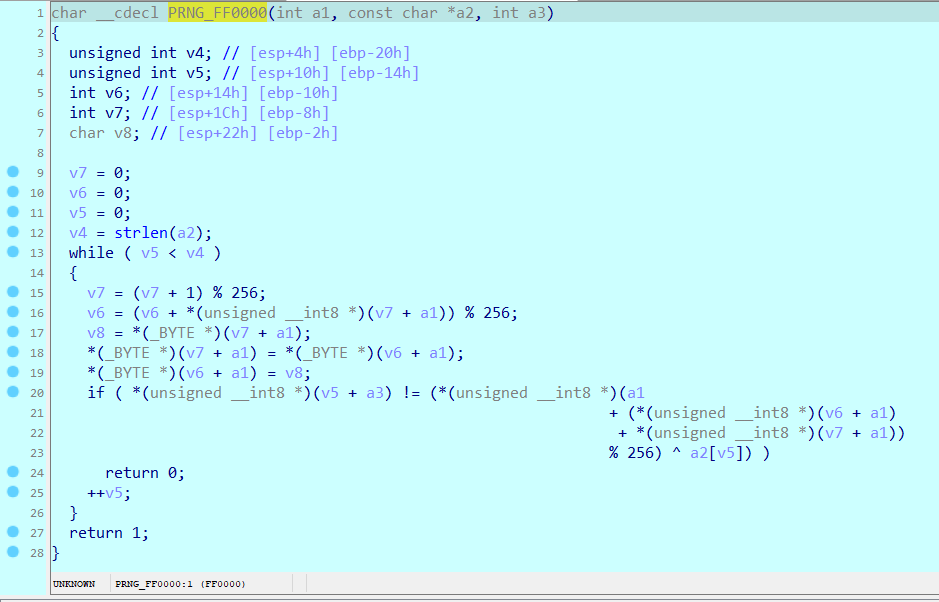 1 char __cdecl PRNG_FF0000(int a1, const char *a2, int a3)
2 {
3 unsigned int v4; // [esp+4h] [ebp-20h]
4 unsigned int v5; // [esp+10h] [ebp-14h]
5 int v6; // [esp+14h] [ebp-10h]
6 int v7; // [esp+1Ch] [ebp-8h]
7 char v8; // [esp+22h] [ebp-2h]
8
9 v7 = 0;
10 v6 = 0;
11 v5 = 0;
12 v4 = strlen(a2);
13 while ( v5 < v4 )
14 {
15 v7 = (v7 + 1) % 256;
16 v6 = (v6 + *(unsigned __int8 *)(v7 + a1)) % 256;
17 v8 = *(_BYTE *)(v7 + a1);
18 *(_BYTE *)(v7 + a1) = *(_BYTE *)(v6 + a1);
19 *(_BYTE *)(v6 + a1) = v8;
20 if ( *(unsigned __int8 *)(v5 + a3) != (*(unsigned __int8 *)(a1
21 + (*(unsigned __int8 *)(v6 + a1)
22 + *(unsigned __int8 *)(v7 + a1))
23 % 256) ^ a2[v5]) )
24 return 0;
25 ++v5;
26 }
27 return 1;
28 }
UNKNOWN PRNG_FF0000:1 (FF0000)